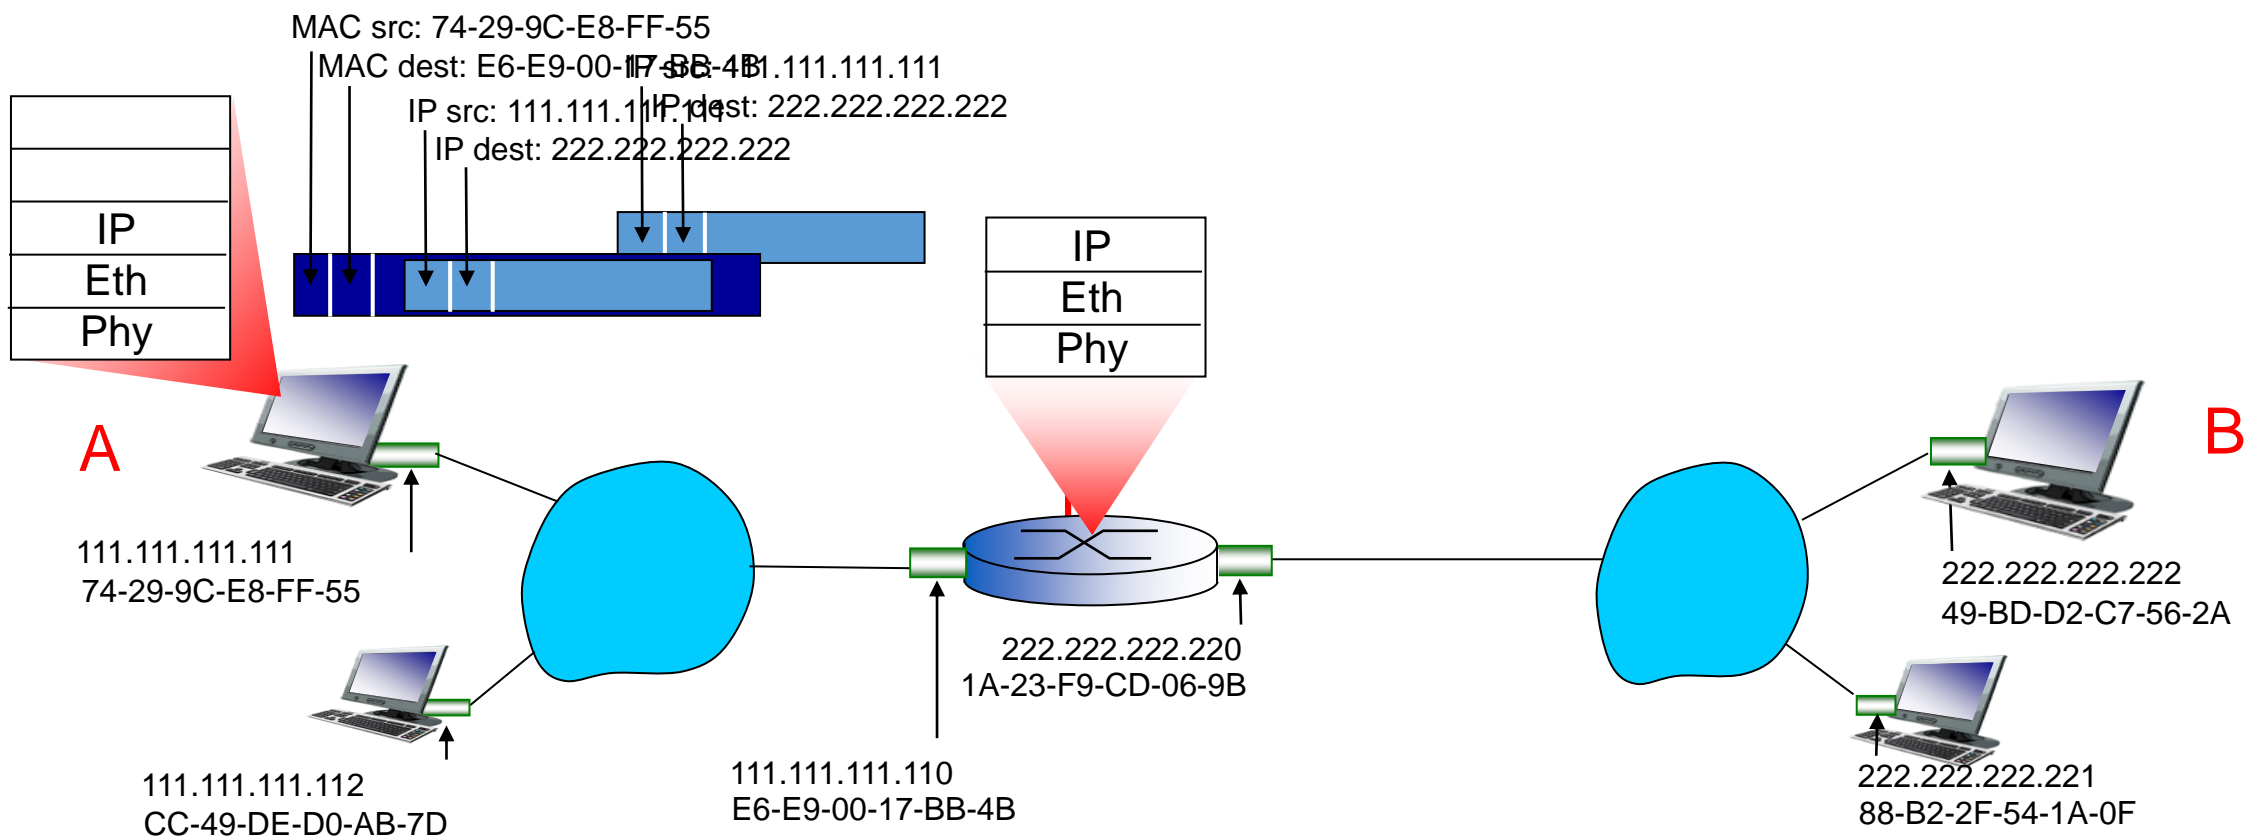 MAC src: 74-29-9C-E8-FF-55
MAC dest: E6-E9-00-17-BB-4B
IP src: 111.111.111.111
IP dest: 222.222.222.222
IP src: 111.111.111.111
IP dest: 222.222.222.222
IP
Eth
Phy
IP
Eth
Phy
A
B
111.111.111.111
74-29-9C-E8-FF-55
222.222.222.222
49-BD-D2-C7-56-2A
222.222.222.220
1A-23-F9-CD-06-9B
111.111.111.112
CC-49-DE-D0-AB-7D
111.111.111.110
E6-E9-00-17-BB-4B
222.222.222.221
88-B2-2F-54-1A-0F